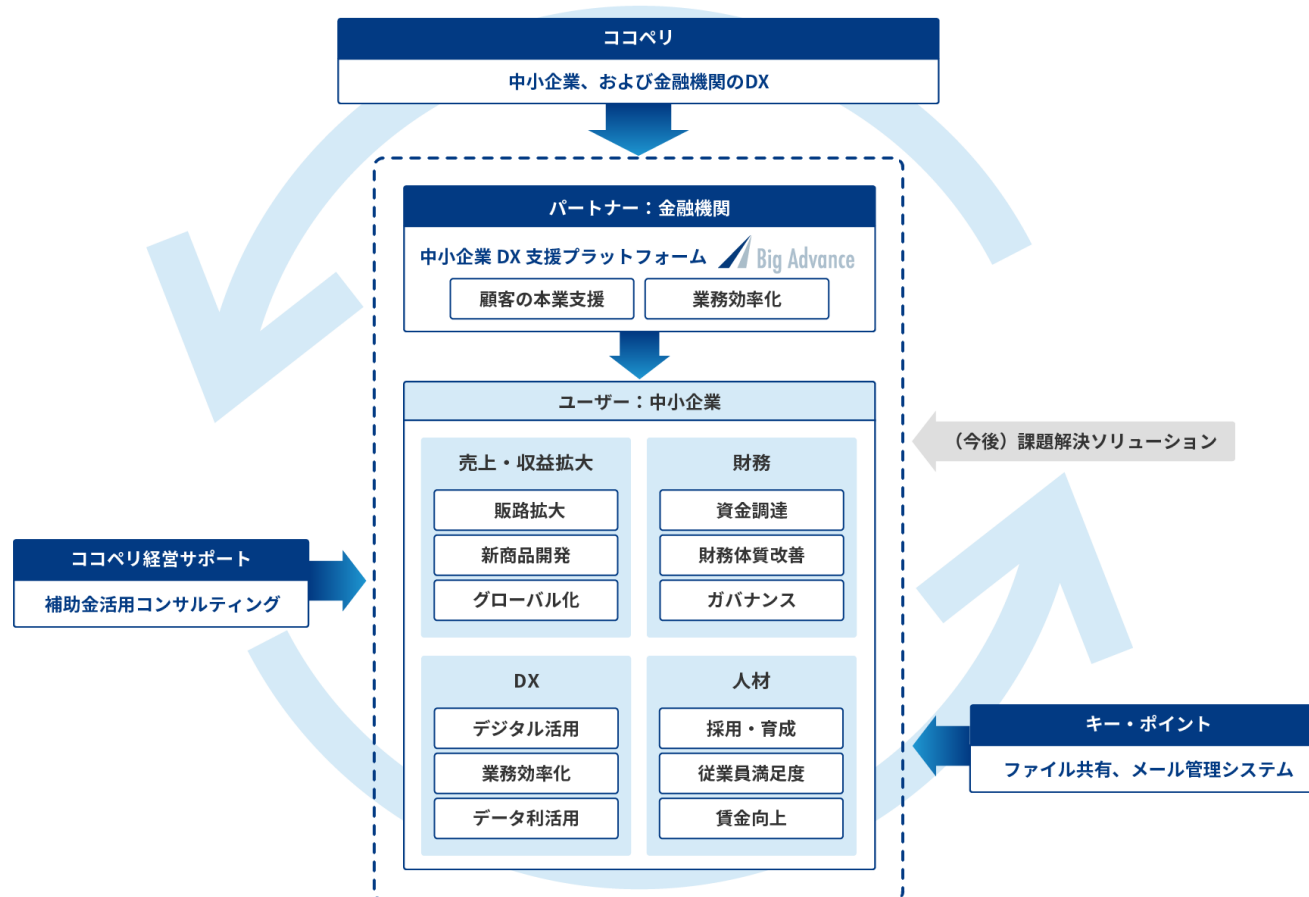 ココペリ
中小企業、および金融機関のDX
パートナー：金融機関
中小企業 DX 支援プラットフォーム Big Advance
顧客の本業支援
業務効率化
ユーザー：中小企業
売上・収益拡大
販路拡大
新商品開発
グローバル化
財務
資金調達
財務体質改善
ガバナンス
DX
デジタル活用
業務効率化
データ利活用
人材
採用・育成
従業員満足度
賃金向上
（今後）課題解決ソリューション
ココペリ経営サポート
補助金活用コンサルティング
キー・ポイント
ファイル共有、メール管理システム